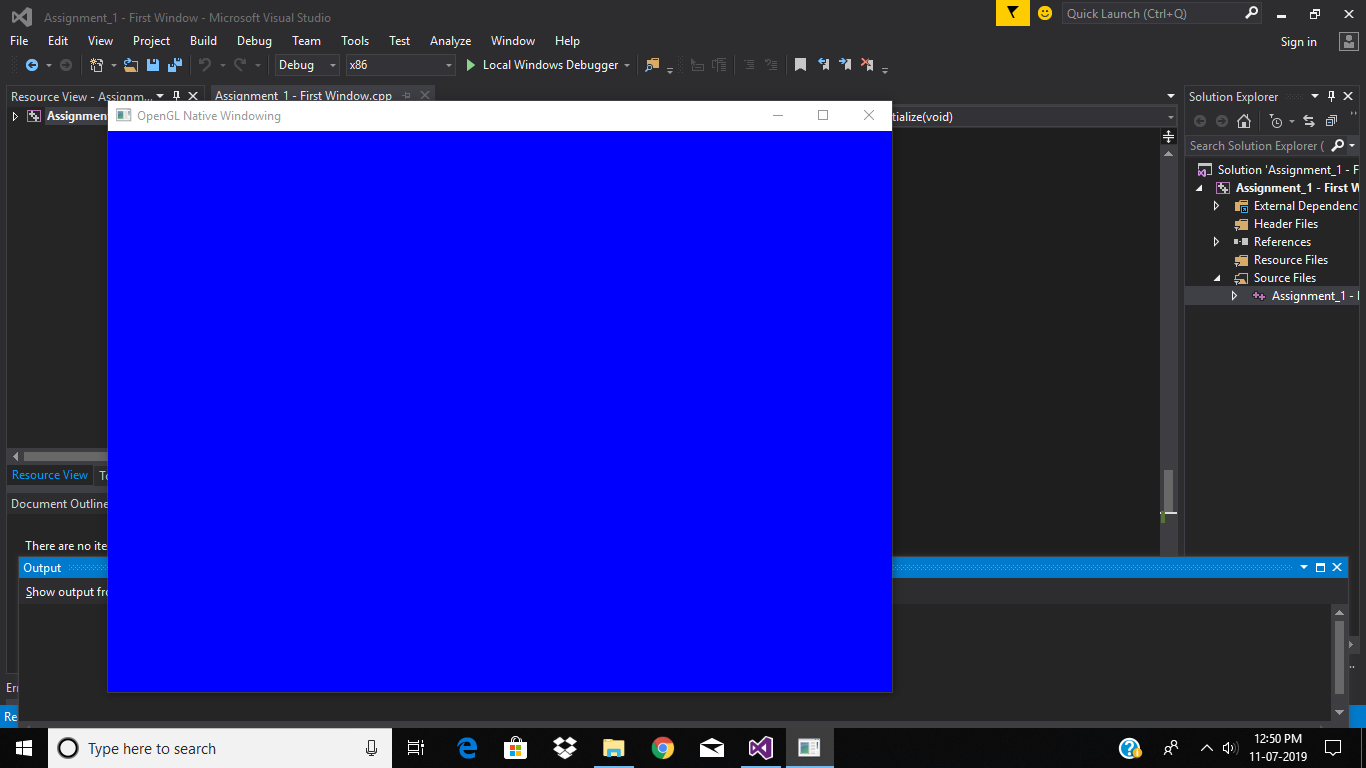 Assignment_1 - First Window - Microsoft Visual Studio
Quick Launch (Ctrl+Q)
File Edit View Project Build Debug Team Tools Test Analyze Window Help
Sign in
Debug x86 Local Windows Debugger
Resource View - Assignm...
Assignment_1 - First Window.cpp
Solution Explorer
OpenGL Native Windowing
Assignm
tialize(void)
Search Solution Explorer (
Solution 'Assignment_1 - F
Assignment_1 - First W
External Dependenc
Header Files
References
Resource Files
Source Files
Assignment_1 -
Resource View To
Document Outline
There are no ite
Output
Show output fro
Err
Re
Type here to search
12:50 PM
11-07-2019